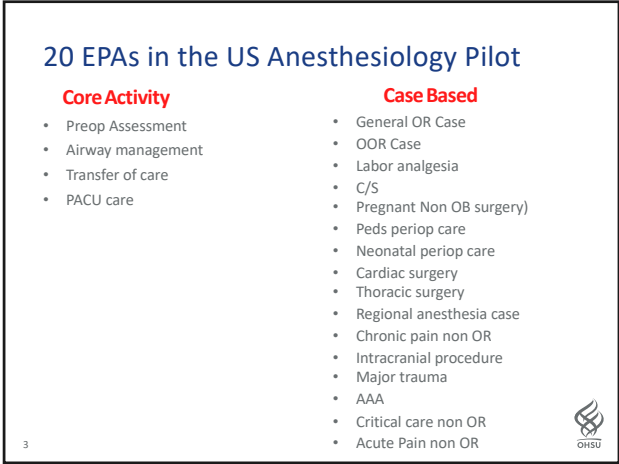 20 EPAs in the US Anesthesiology Pilot
Core Activity
• Preop Assessment
• Airway management
• Transfer of care
• PACU care
Case Based
• General OR Case
• OOR Case
• Labor analgesia
• C/S
• Pregnant Non OB surgery)
• Peds periop care
• Neonatal periop care
• Cardiac surgery
• Thoracic surgery
• Regional anesthesia case
• Chronic pain non OR
• Intracranial procedure
• Major trauma
• AAA
• Critical care non OR
• Acute Pain non OR
3
OHSU